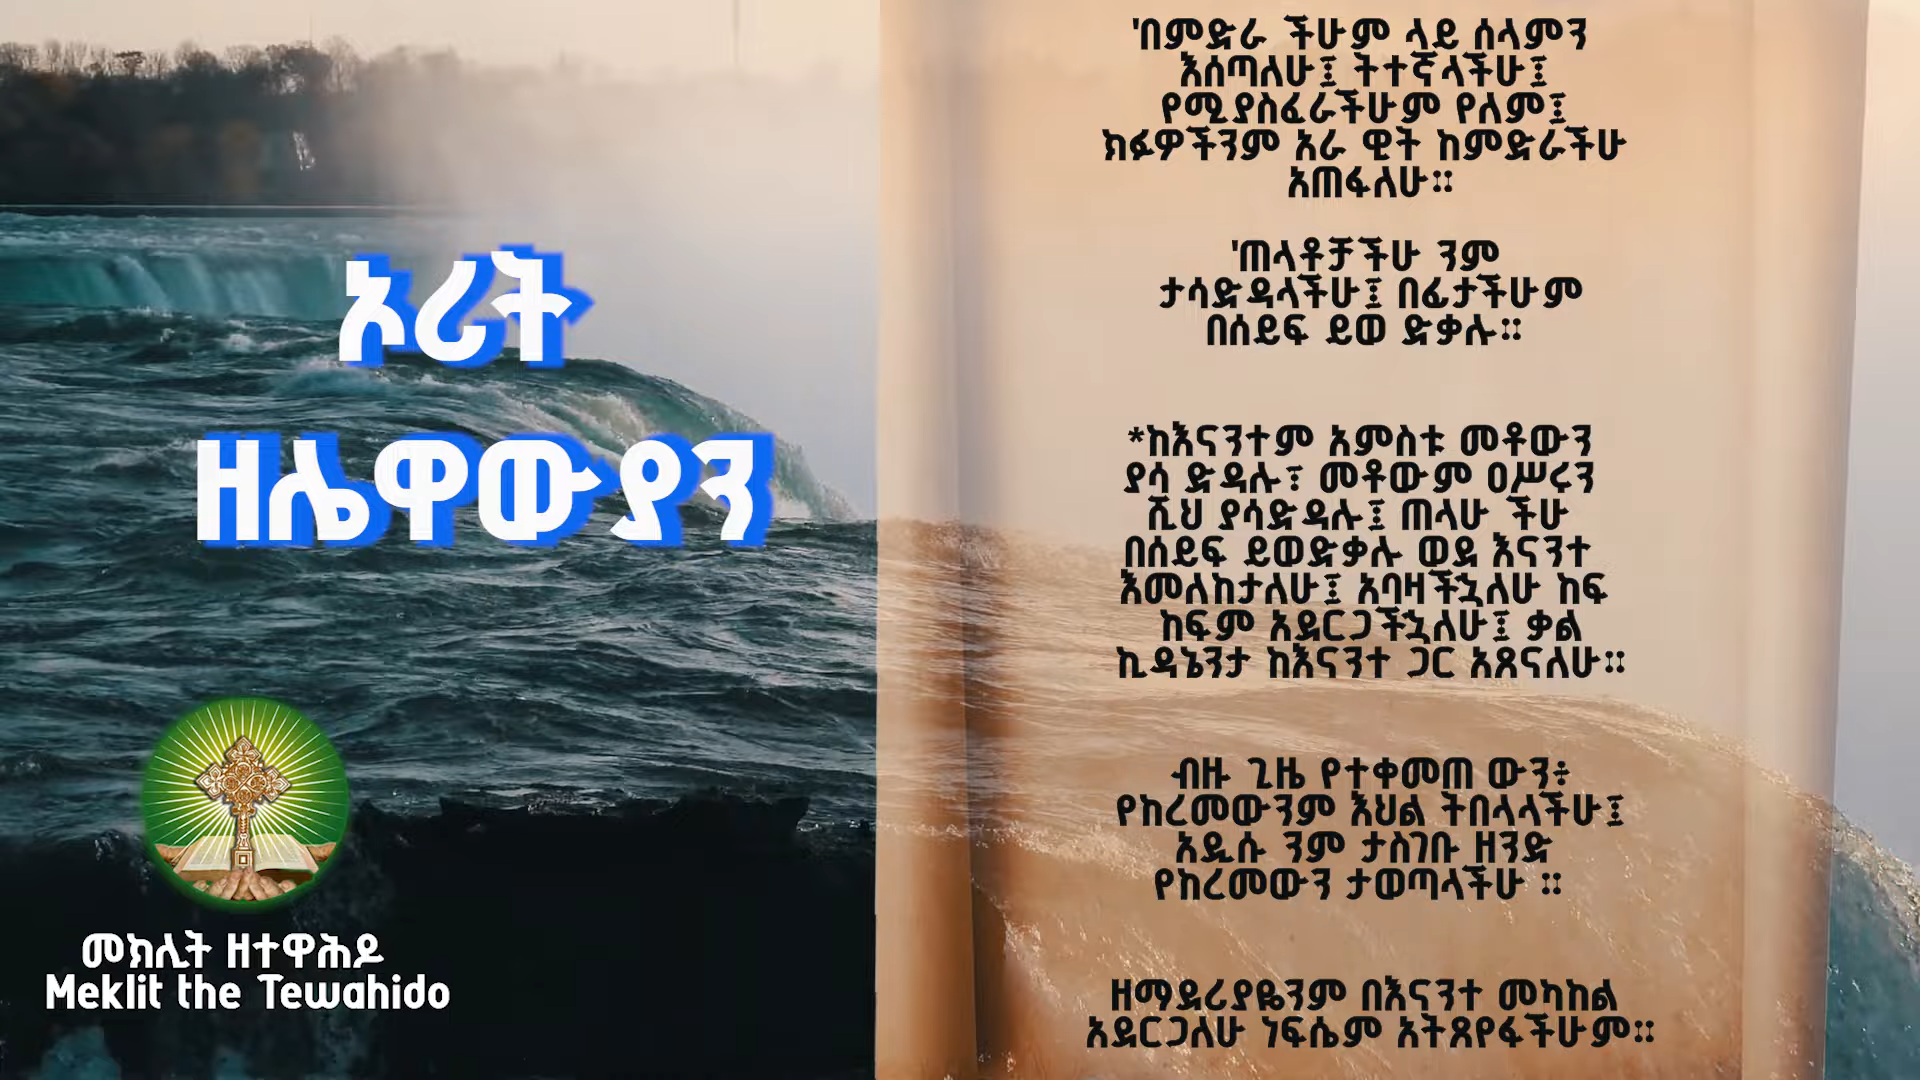 ኦሪት
ዘሌዋውያን
መክሊት ዘተዋሕዶ
Meklit the Tewahido
'በምድራ ችሁም ላይ ሰላምን
እሰጣለሁ፤ ትተኛላችሁ፤
የሚያስፈራችሁም የለም፤
ክፉዎችንም አራ ዊት ከምድራችሁ
አጠፋለሁ።
'ጠላቶቻችሁ ንም
ታሳድዳላችሁ፤ በፊታችሁም
በሰይፍ ይወ ድቃሉ።
*ከእናንተም አምስቱ መቶውን
ያሳ ድዳሉ፣ መቶውም ዐሥሩን
ሺህ ያሳድዳሉ፤ ጠላሁ ችሁ
በሰይፍ ይወድቃሉ ወደ እናንተ
እመለከታለሁ፤ አባዛችኋለሁ ከፍ
ከፍም አደርጋችኋለሁ፤ ቃል
ኪዳኔንታ ከእናንተ ጋር አጸናለሁ።
ብዙ ጊዜ የተቀመጠ ውን፥
የከረመውንም እህል ትበላላችሁ፤
አዲሱ ንም ታስገቡ ዘንድ
የከረመውን ታወጣላችሁ ።
ዘማደሪያዬንም በእናንተ መካከል
አደርጋለሁ ነፍሴም አትጸየፋችሁም።